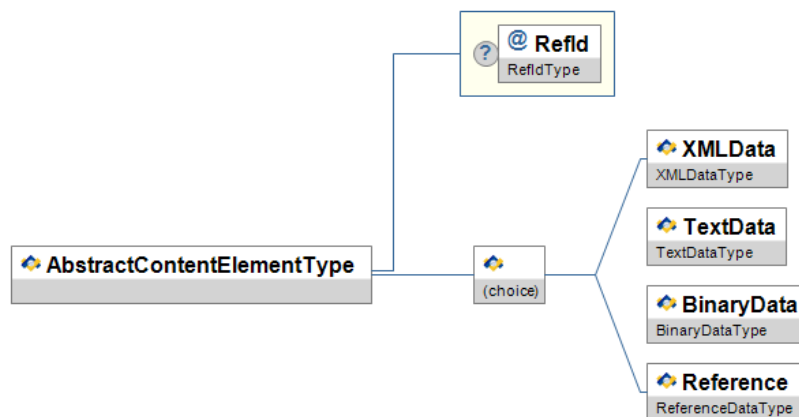 @ RefId
?
RefIdType
XMLData
XMLDataType
TextData
TextDataType
AbstractContentElementType
(choice)
BinaryData
BinaryDataType
Reference
ReferenceDataType